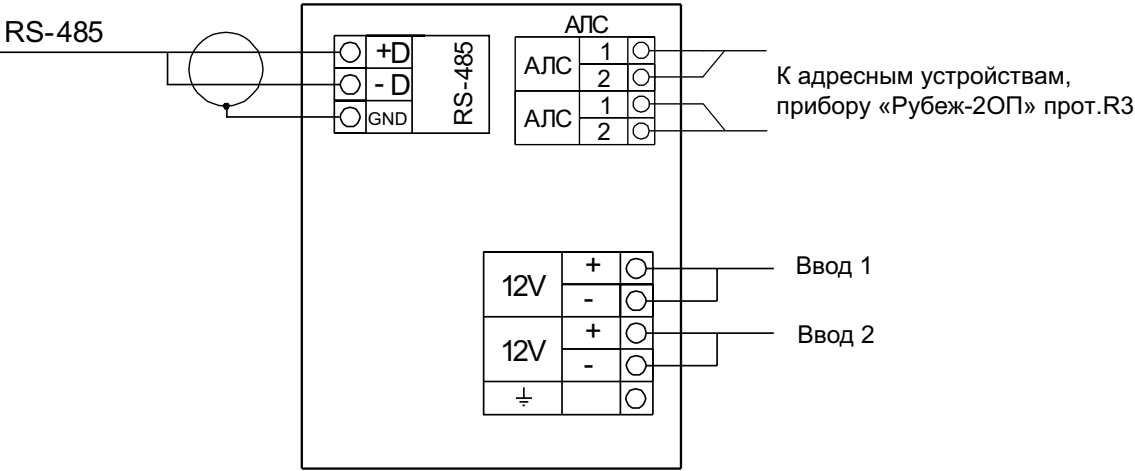 RS-485
+D
- D
GND
RS-485
АЛС
АЛС
1
2
АЛС
1
2
К адресным устройствам,
прибору «Рубеж-2ОП» прот.R3
12V
+
-
Ввод 1
12V
+
-
Ввод 2